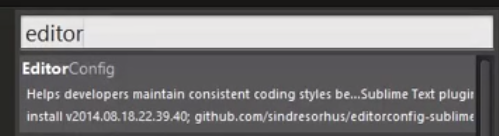 editor
EditorConfig
Helps developers maintain consistent coding styles be...Sublime Text plugin
install v2014.08.18.22.39.40; github.com/sindresorhus/editorconfig-sublime